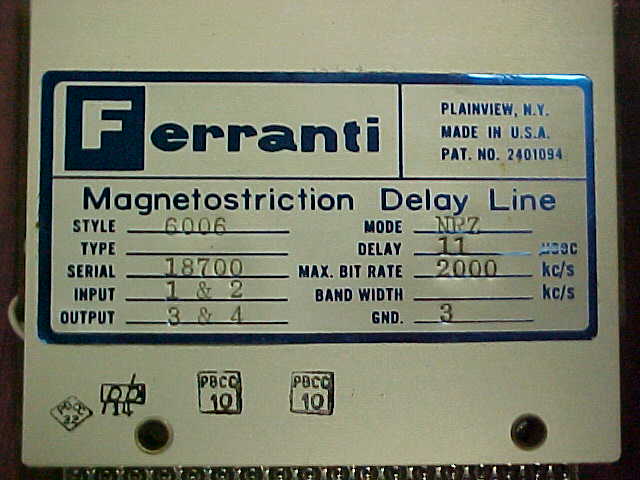 Ferranti
PLAINVIEW, N.Y.
MADE IN U.S.A.
PAT. NO. 2401094
Magnetostriction Delay Line
STYLE 6006 MODE NRZ
TYPE DELAY 11 µsec
SERIAL 18700 MAX. BIT RATE 2000 kc/s
INPUT 1 & 2 BAND WIDTH kc/s
OUTPUT 3 & 4 GND. 3
PBCC PBCC
10 10